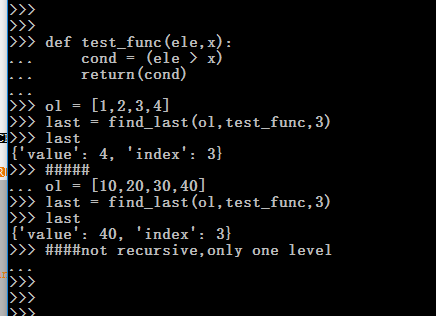 >>>
>>>
>>> def test_func(ele,x):
...     cond = (ele > x)
...     return(cond)
...
>>> ol = [1,2,3,4]
>>> last = find_last(ol,test_func,3)
>>> last
{'value': 4, 'index': 3}
>>> #####
... ol = [10,20,30,40]
>>> last = find_last(ol,test_func,3)
>>> last
{'value': 40, 'index': 3}
>>> ####not recursive,only one level
...
>>>
>>>
>>>